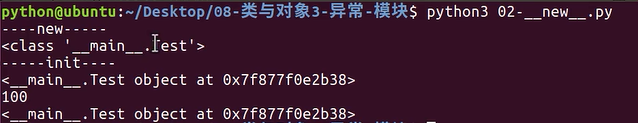 python@ubuntu:~/Desktop/08-类与对象3-异常-模块$ python3 02-__new__.py
----new-----
<class '__main__.Test'>
-----init----
<__main__.Test object at 0x7f877f0e2b38>
100
<__main__.Test object at 0x7f877f0e2b38>